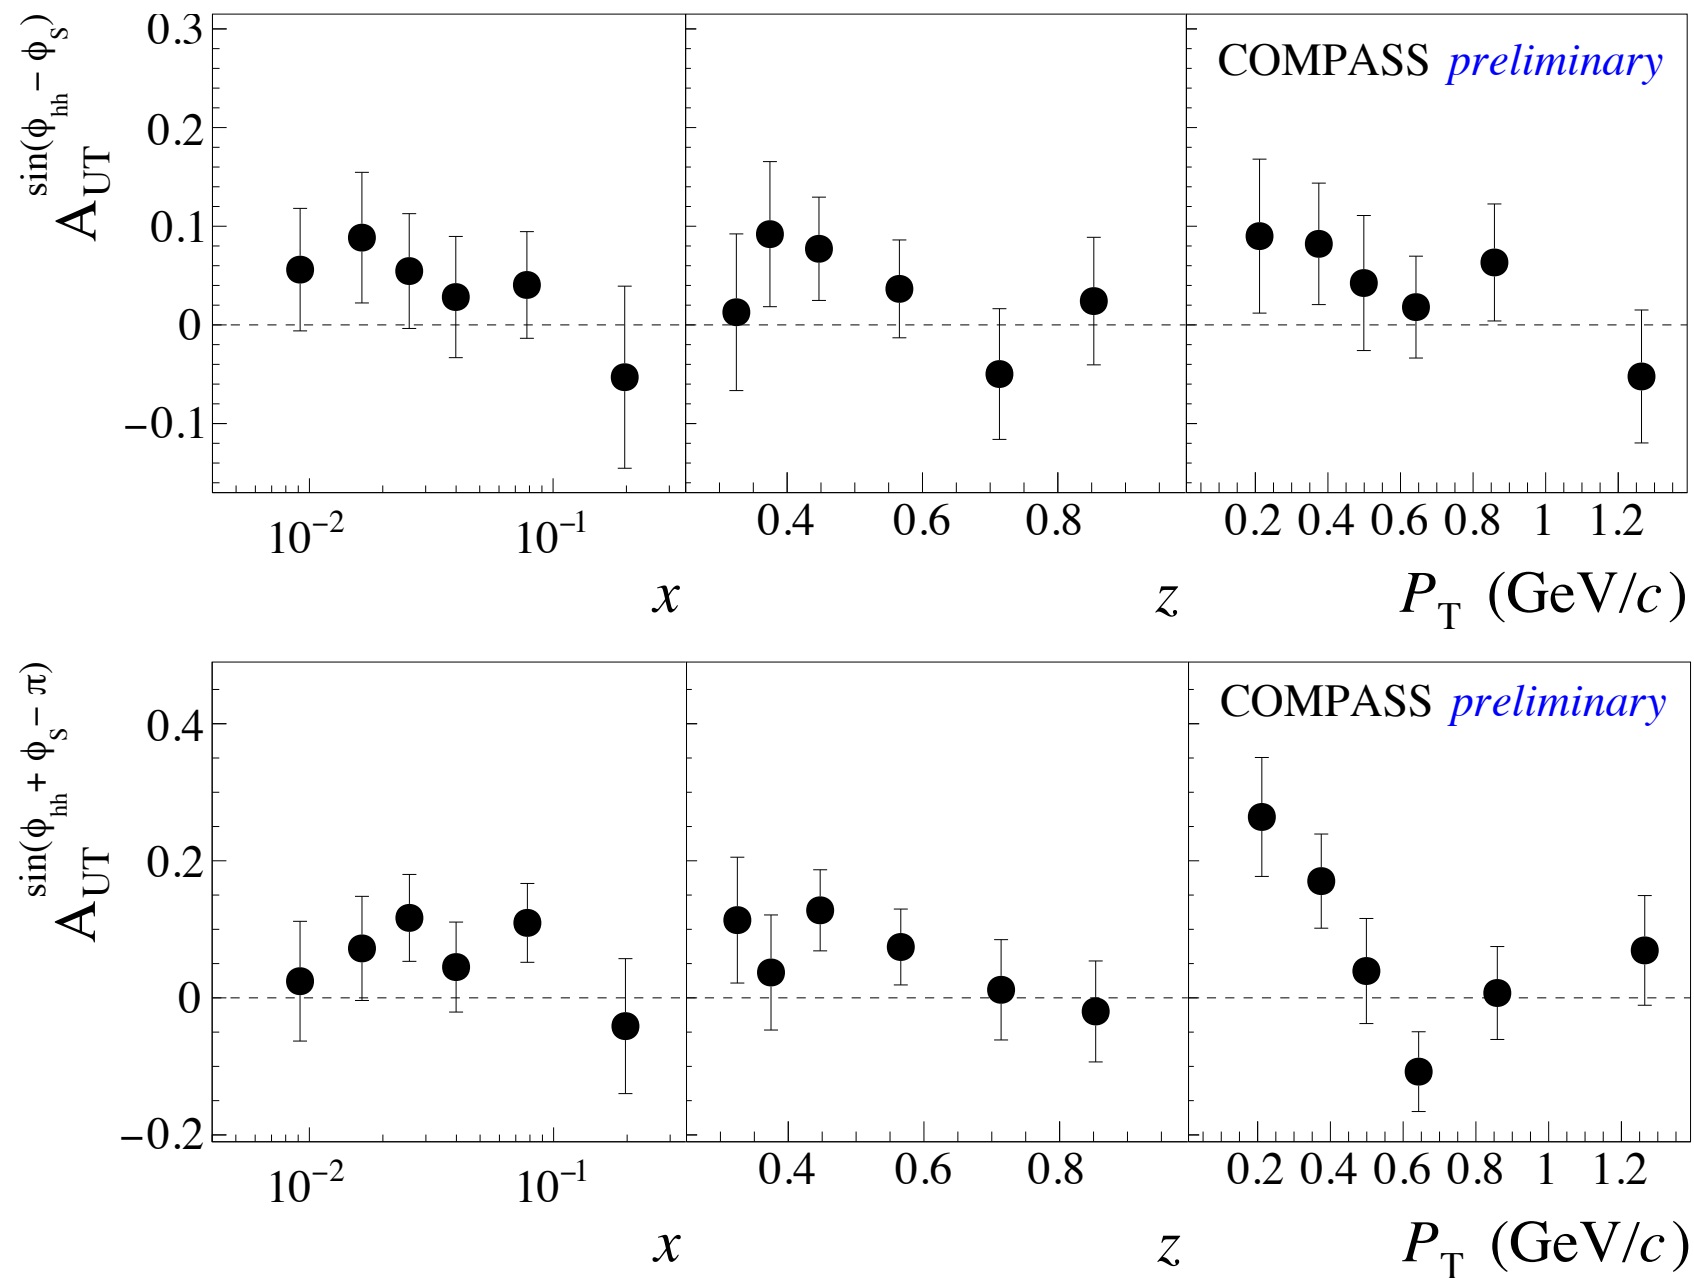 A_UT^sin(ϕ_hh − ϕ_S)
0.3
0.2
0.1
0
−0.1
COMPASS preliminary
10^−2 10^−1
0.4 0.6 0.8
0.2 0.4 0.6 0.8 1 1.2
x
z
P_T (GeV/c)
A_UT^sin(ϕ_hh + ϕ_S − π)
0.4
0.2
0
−0.2
COMPASS preliminary
10^−2 10^−1
0.4 0.6 0.8
0.2 0.4 0.6 0.8 1 1.2
x
z
P_T (GeV/c)